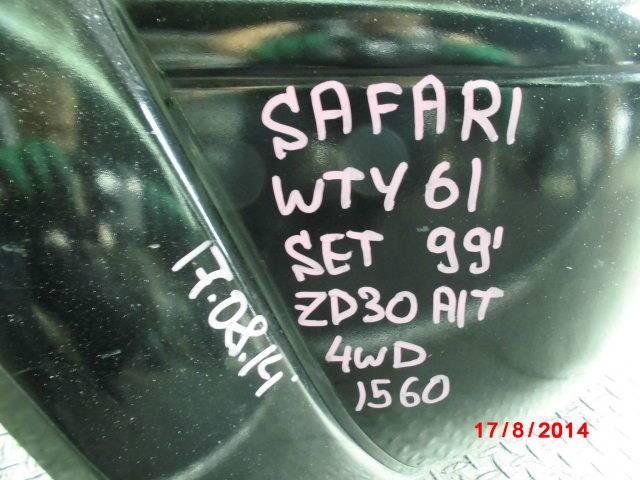 SAFARI
WTY 61
SET 99'
ZD30 A/T
4WD
1560
17.08.14
17/8/2014